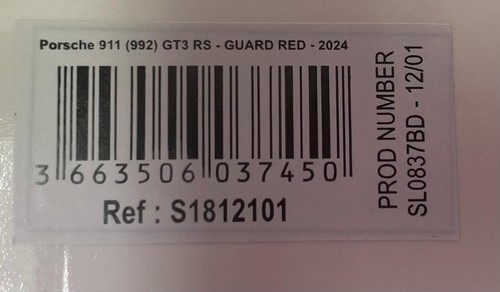 Porsche 911 (992) GT3 RS - GUARD RED - 2024
3 663506 037450
Ref : S1812101
PROD NUMBER
SL0837BD - 12/01